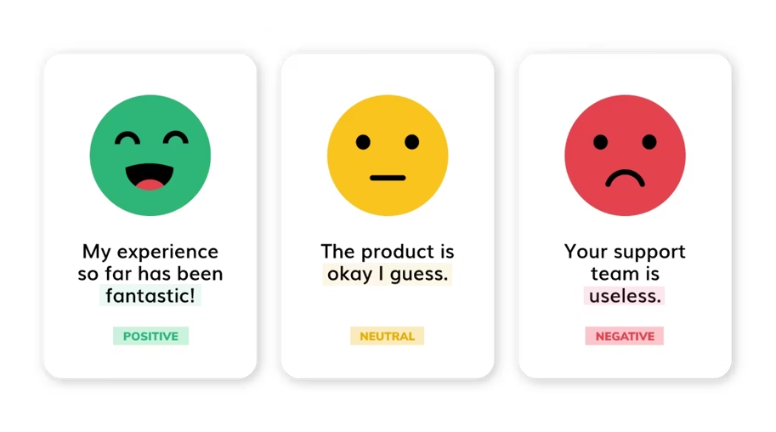 My experience
so far has been
fantastic!
POSITIVE
The product is
okay I guess.
NEUTRAL
Your support
team is
useless.
NEGATIVE